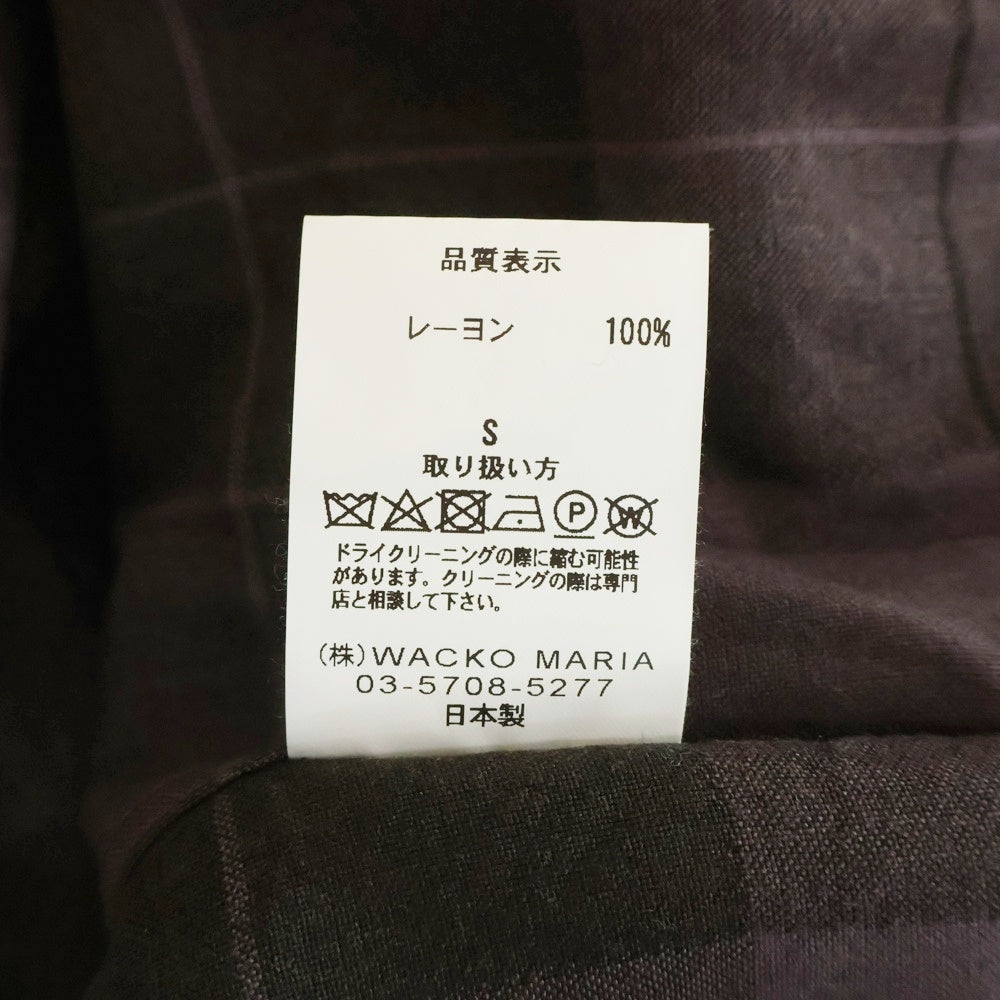 品質表示
レーヨン 100%
S
取り扱い方
P W
ドライクリーニングの際に縮む可能性
があります。クリーニングの際は専門
店と相談して下さい。
(株)WACKO MARIA
03-5708-5277
日本製